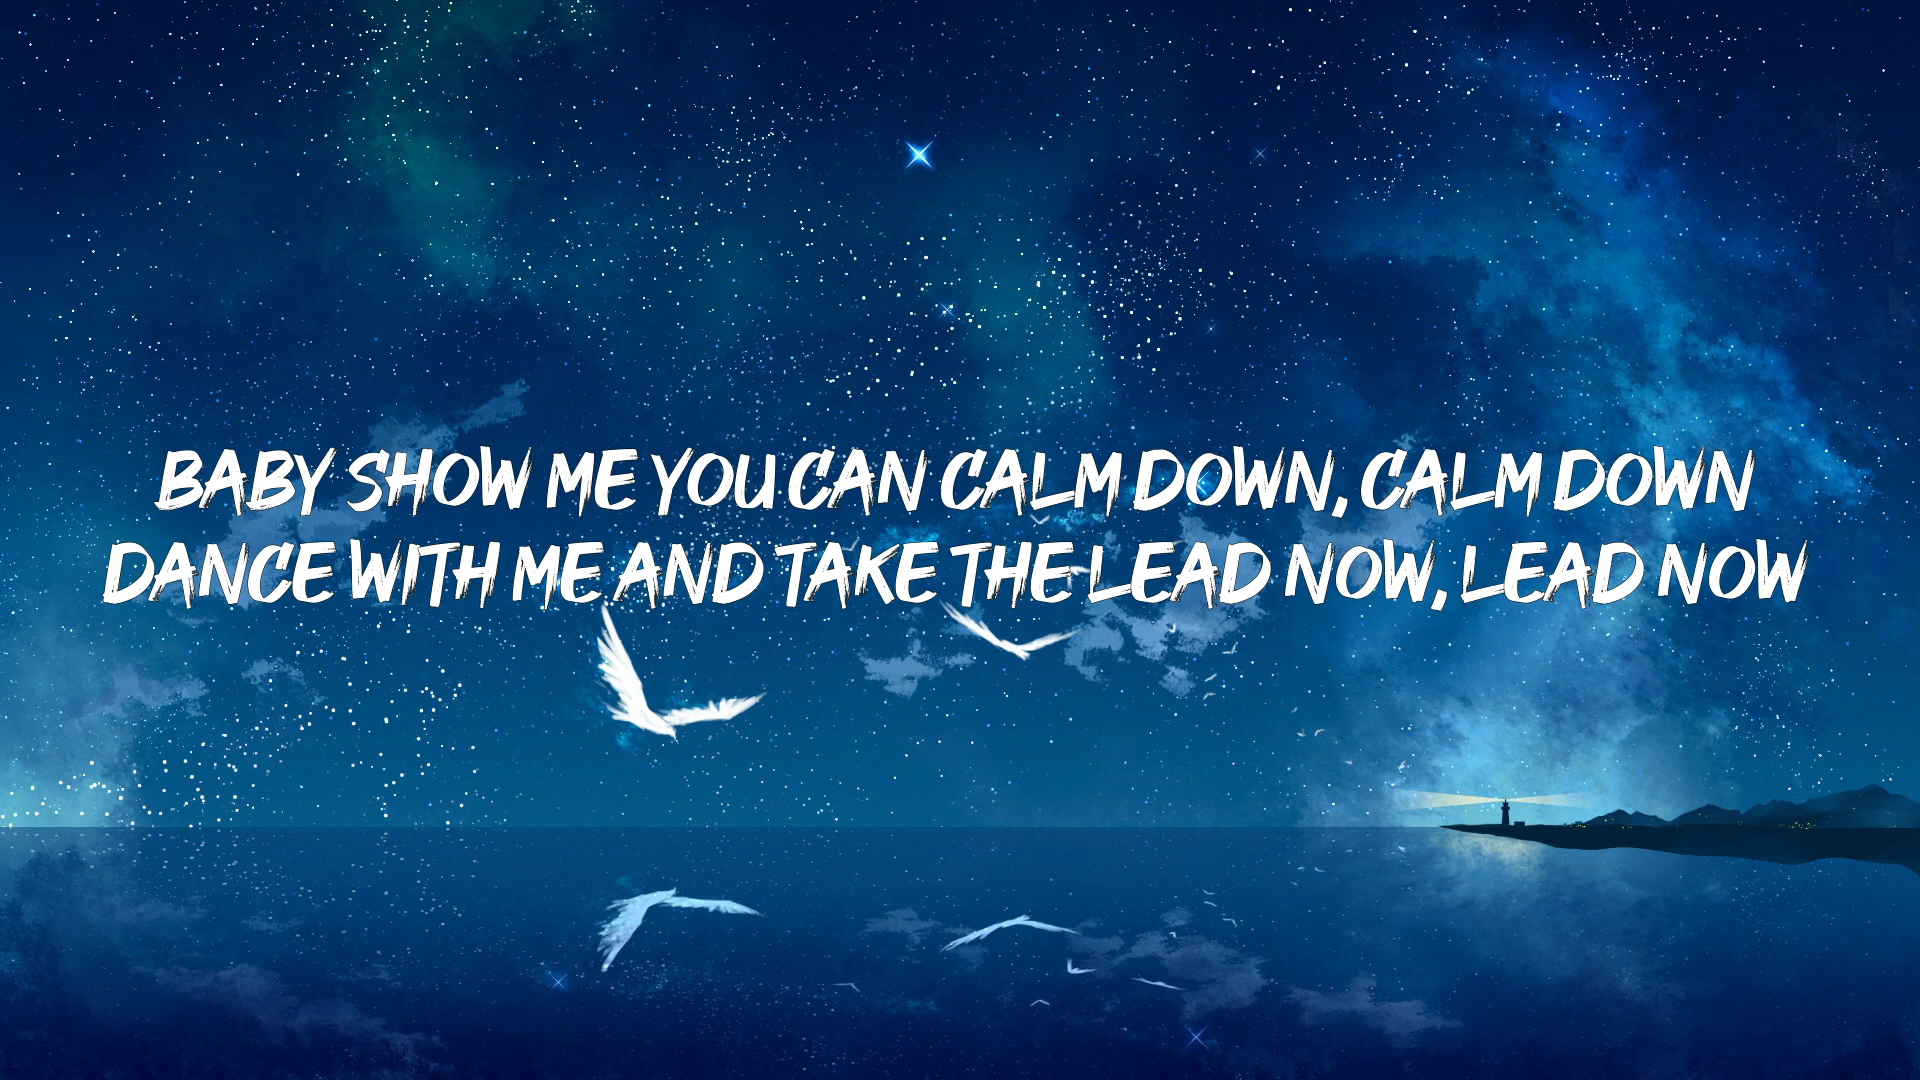 BABY SHOW ME YOU CAN CALM DOWN, CALM DOWN
DANCE WITH ME AND TAKE THE LEAD NOW, LEAD NOW